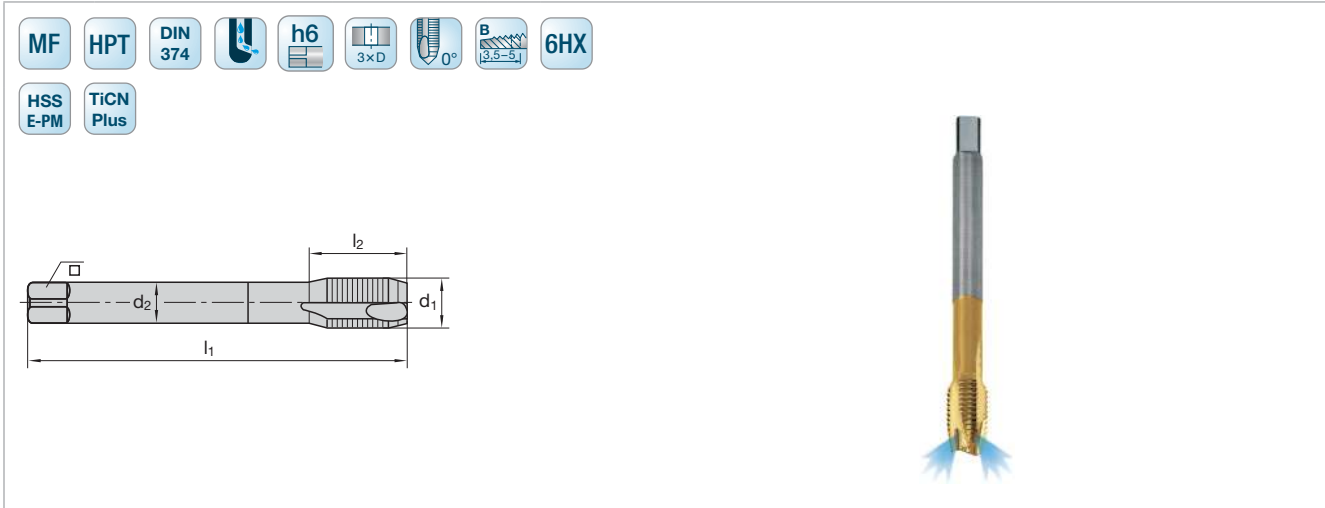 MF
HPT
DIN
374
h6
3×D
0°
B
3,5–5
6HX
HSS
E-PM
TiCN
Plus
l₂
d₂
d₁
l₁